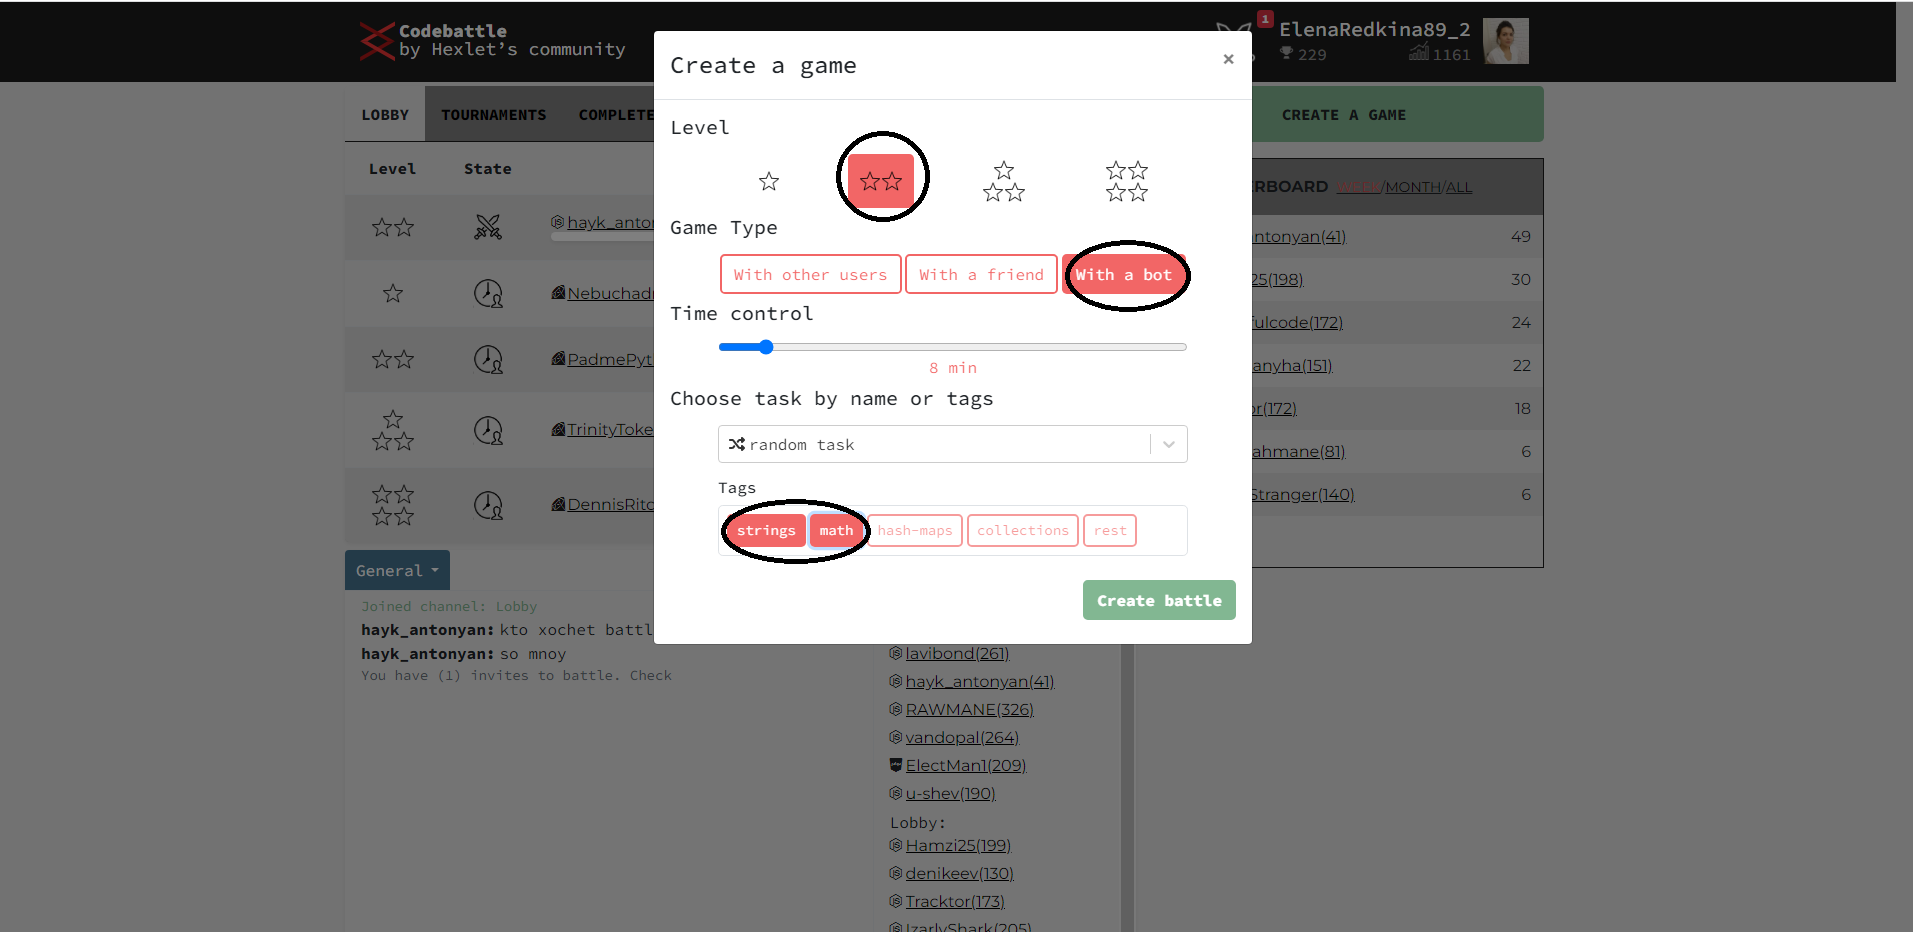 Codebattle
by Hexlet's community
1
ElenaRedkina89_2
229
1161
LOBBY
TOURNAMENTS
COMPLETE
CREATE A GAME
Level
State
hayk_anto
Nebuchad
PadmePyt
TrinityToke
DennisRitc
Create a game
×
Level
Game Type
With other users
With a friend
With a bot
Time control
8 min
Choose task by name or tags
random task
Tags
strings
math
hash-maps
collections
rest
Create battle
RBOARD WEEK/MONTH/ALL
ntonyan(41)
49
25(198)
30
ulcode(172)
24
anyha(151)
22
or(172)
18
ahmane(81)
6
Stranger(140)
6
General
Joined channel: Lobby
hayk_antonyan: kto xochet battl
hayk_antonyan: so mnoy
You have (1) invites to battle. Check
lavibond(261)
hayk_antonyan(41)
RAWMANE(326)
vandopal(264)
ElectMan1(209)
u-shev(190)
Lobby:
Hamzi25(199)
denikeev(130)
Tracktor(173)
IzarlyShark(205)